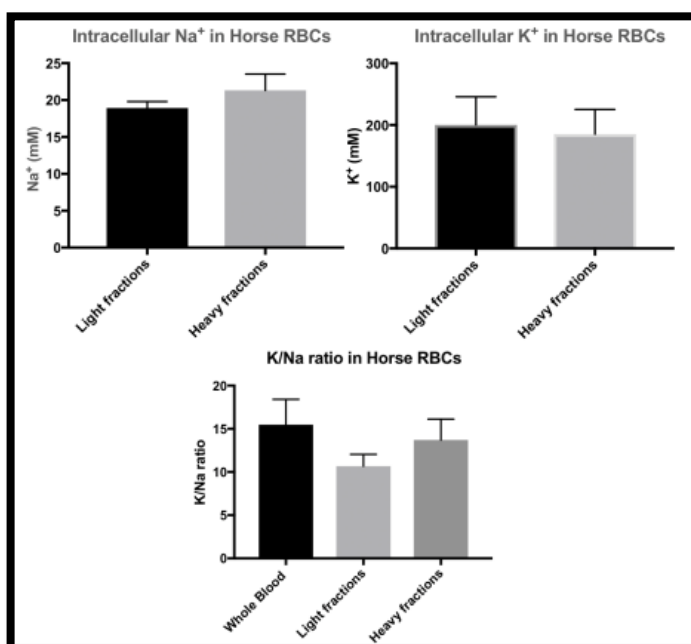 Intracellular Na⁺ in Horse RBCs
Na⁺ (mM)
25
20
15
10
5
0
Light fractions
Heavy fractions
Intracellular K⁺ in Horse RBCs
K⁺ (mM)
300
200
100
0
Light fractions
Heavy fractions
K/Na ratio in Horse RBCs
K/Na ratio
20
15
10
5
0
Whole Blood
Light fractions
Heavy fractions